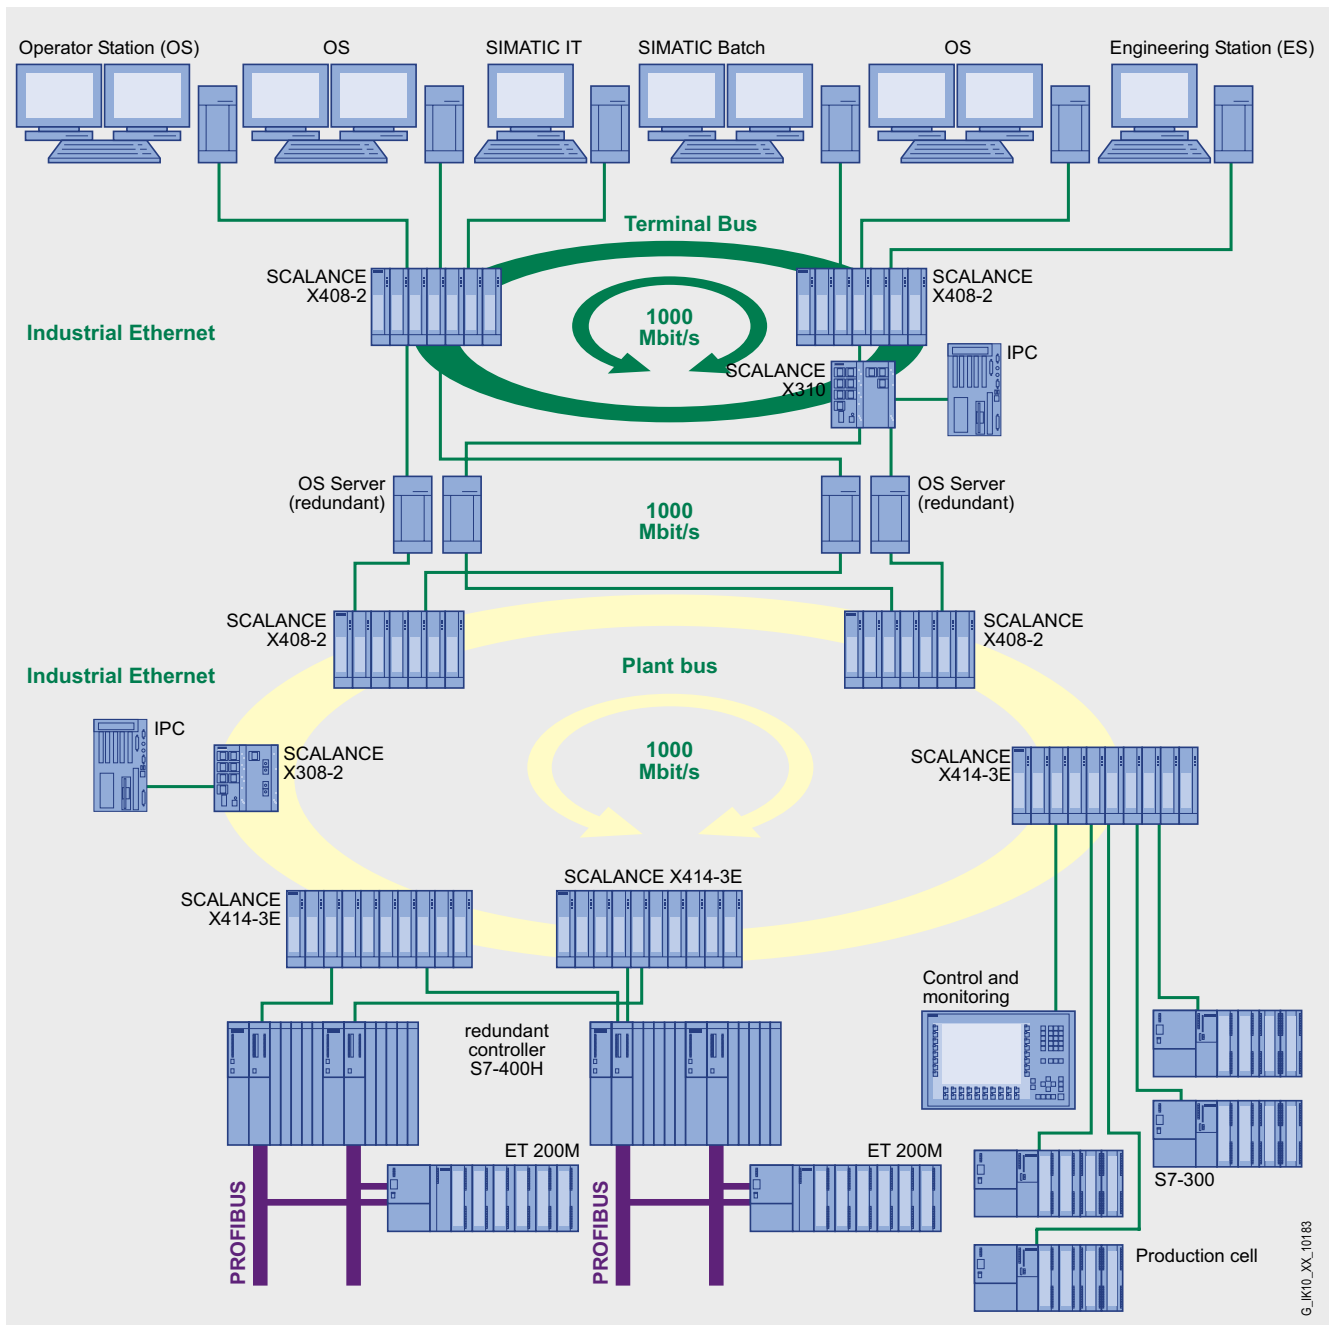 Operator Station (OS)
OS
SIMATIC IT
SIMATIC Batch
OS
Engineering Station (ES)
Terminal Bus
SCALANCE
X408-2
SCALANCE
X408-2
1000
Mbit/s
Industrial Ethernet
SCALANCE
X310
IPC
OS Server
(redundant)
1000
Mbit/s
OS Server
(redundant)
SCALANCE
X408-2
SCALANCE
X408-2
Plant bus
Industrial Ethernet
IPC
SCALANCE
X308-2
1000
Mbit/s
SCALANCE
X414-3E
SCALANCE
X414-3E
SCALANCE X414-3E
Control and
monitoring
redundant
controller
S7-400H
ET 200M
ET 200M
PROFIBUS
PROFIBUS
S7-300
Production cell
G_IK10_XX_10183